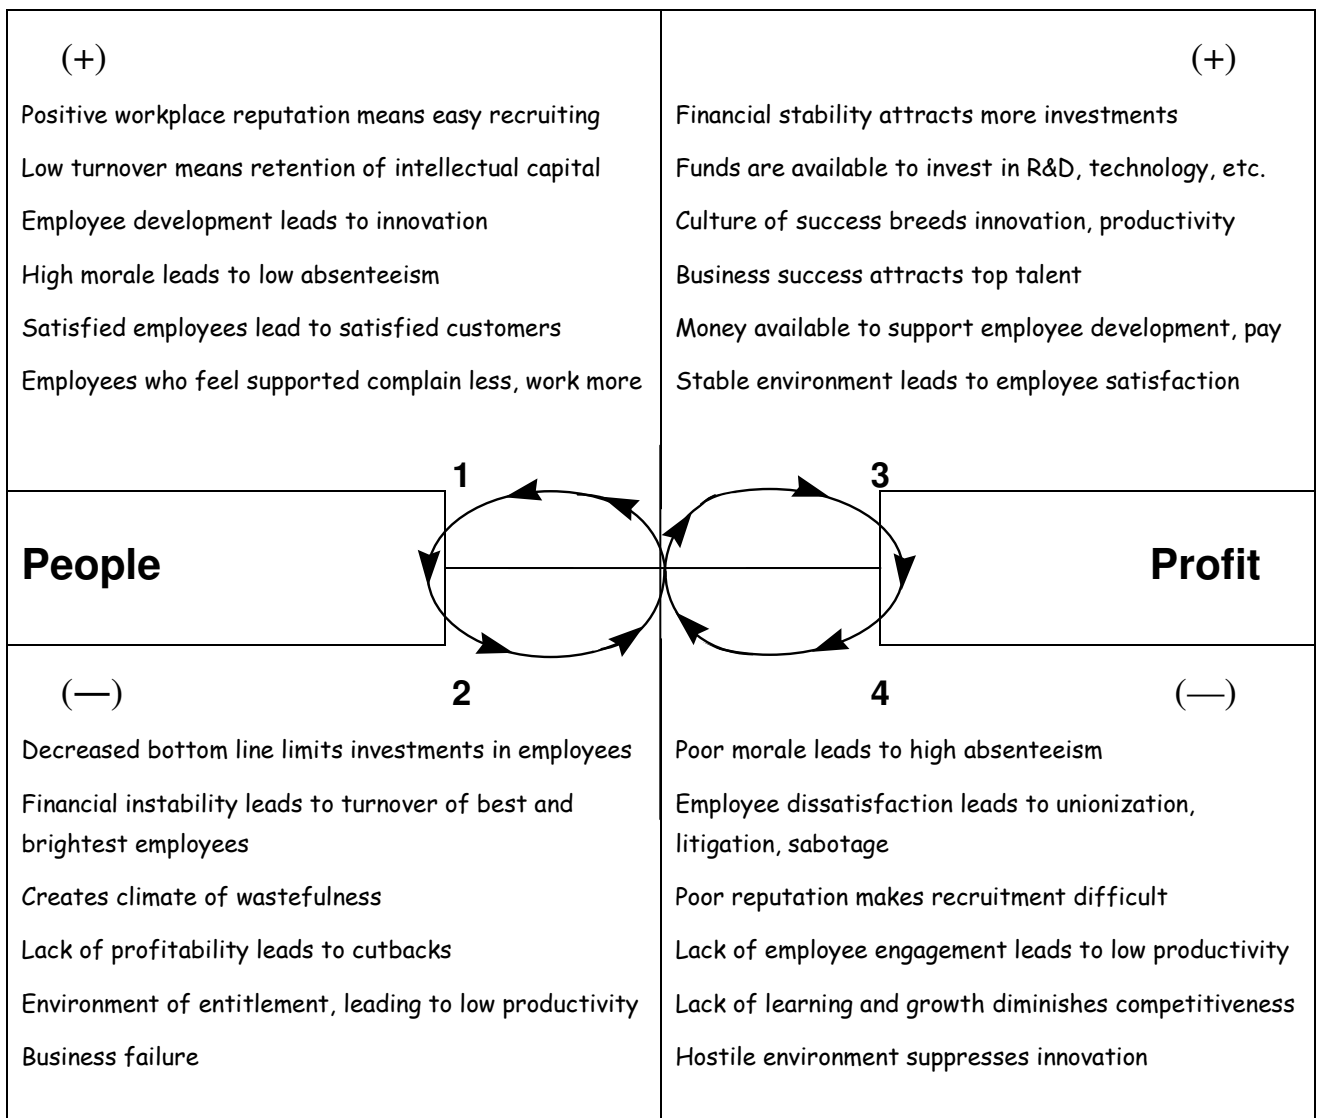 (+)
Positive workplace reputation means easy recruiting
Low turnover means retention of intellectual capital
Employee development leads to innovation
High morale leads to low absenteeism
Satisfied employees lead to satisfied customers
Employees who feel supported complain less, work more
(+)
Financial stability attracts more investments
Funds are available to invest in R&D, technology, etc.
Culture of success breeds innovation, productivity
Business success attracts top talent
Money available to support employee development, pay
Stable environment leads to employee satisfaction
1
3
People
Profit
2
4
(—)
Decreased bottom line limits investments in employees
Financial instability leads to turnover of best and
brightest employees
Creates climate of wastefulness
Lack of profitability leads to cutbacks
Environment of entitlement, leading to low productivity
Business failure
(—)
Poor morale leads to high absenteeism
Employee dissatisfaction leads to unionization,
litigation, sabotage
Poor reputation makes recruitment difficult
Lack of employee engagement leads to low productivity
Lack of learning and growth diminishes competitiveness
Hostile environment suppresses innovation